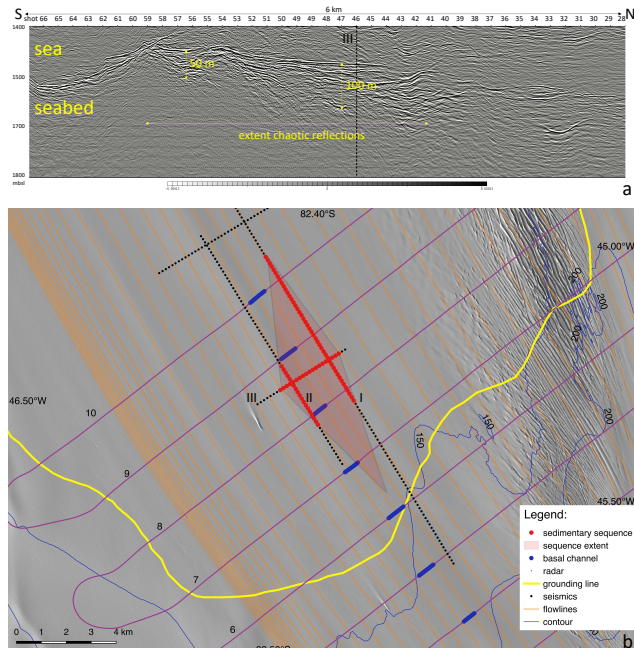 S 6 km N
shot 66 65 64 63 62 61 60 59 58 57 56 55 54 53 52 51 50 49 48 47 46 45 44 43 42 41 40 39 38 37 36 35 34 33 32 31 30 29 28
1400
III
sea
50 m
1500
100 m
seabed
1700
extent chaotic reflections
1800
mbsl
a
82.40°S
45.00°W
200
200
200
III
II
I
46.50°W
10
150
150
200
9
45.50°W
8
7
6
Legend:
sedimentary sequence
sequence extent
basal channel
radar
grounding line
seismics
flowlines
contour
0 1 2 3 4 km
b